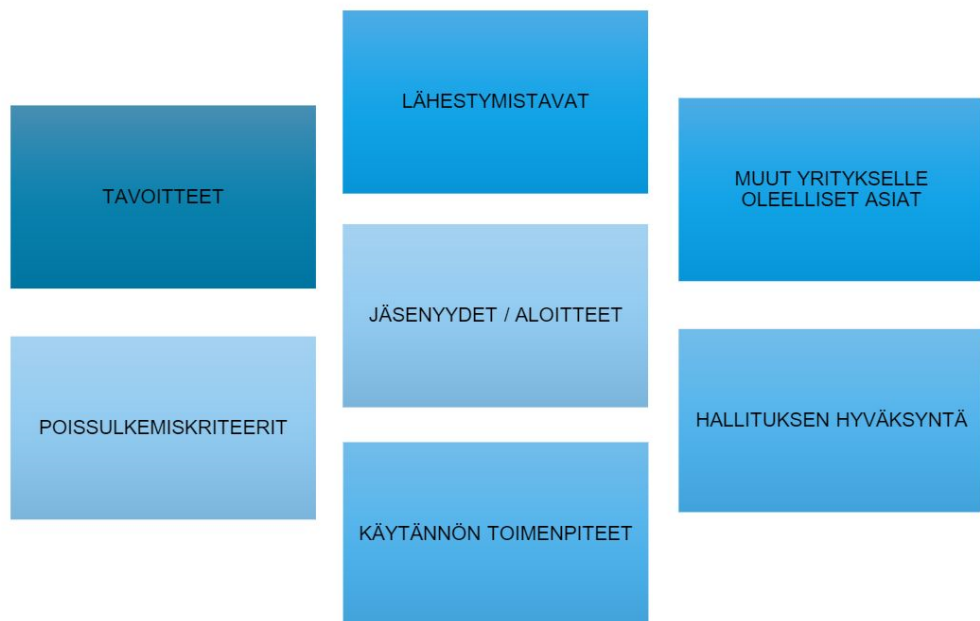 TAVOITTEET
POISSULKEMISKRITEERIT
LÄHESTYMISTAVAT
JÄSENYYDET / ALOITTEET
KÄYTÄNNÖN TOIMENPITEET
MUUT YRITYKSELLE
OLEELLISET ASIAT
HALLITUKSEN HYVÄKSYNTÄ